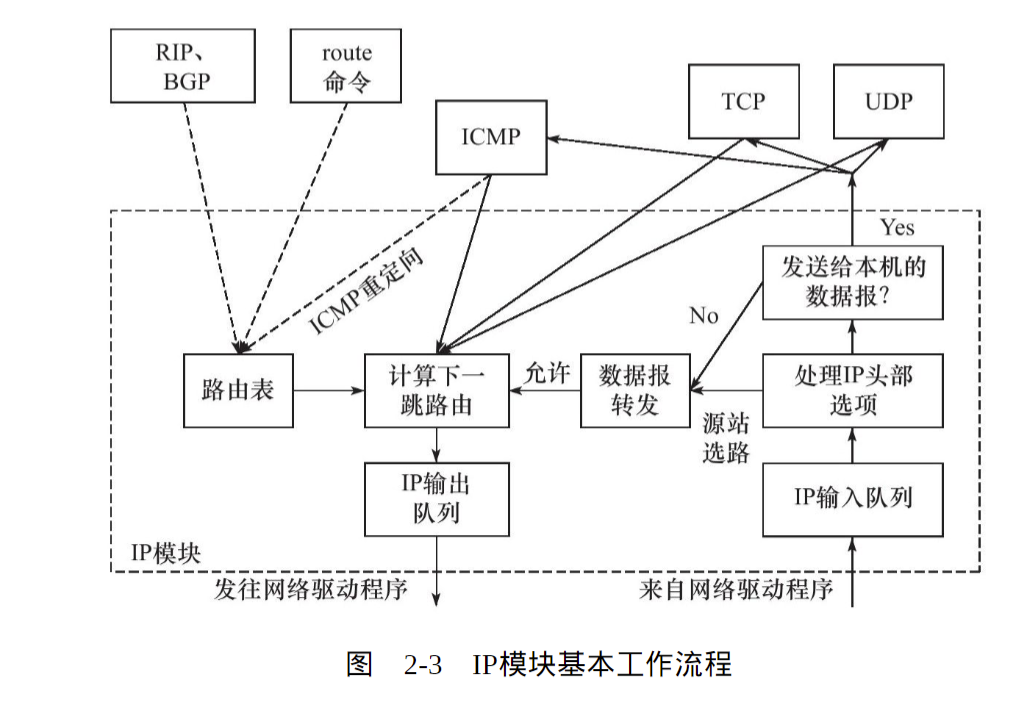 RIP、
BGP
route
命令
ICMP
TCP
UDP
Yes
发送给本机的
数据报？
No
ICMP重定向
路由表
计算下一
跳路由
允许
数据报
转发
处理IP头部
选项
源站
选路
IP输出
队列
IP输入队列
IP模块
发往网络驱动程序
来自网络驱动程序
图 2-3 IP模块基本工作流程